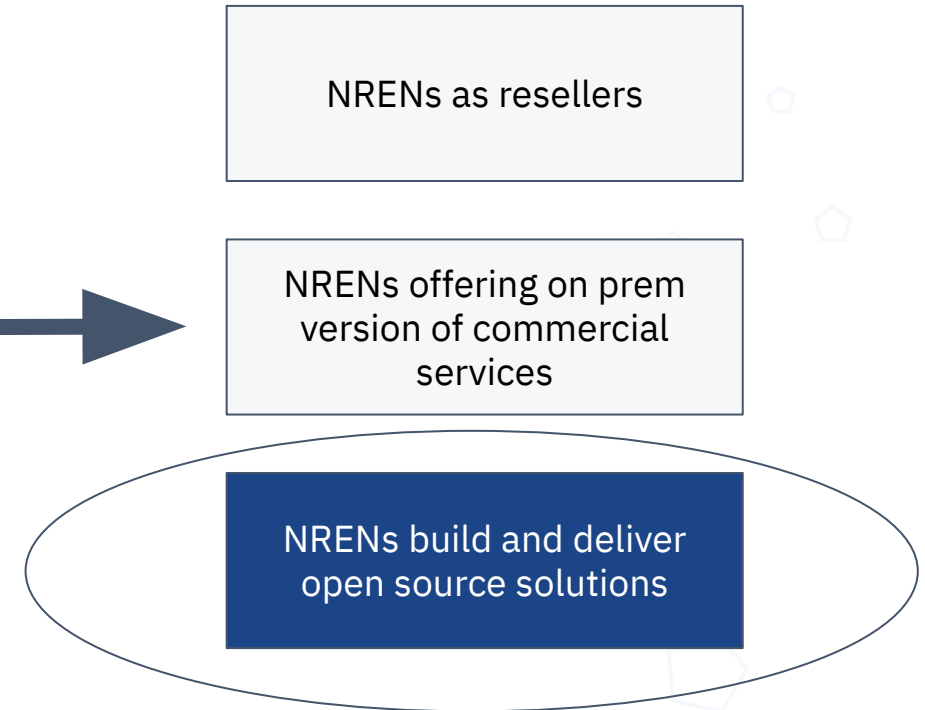 NRENs as resellers
NRENs offering on prem
version of commercial
services
NRENs build and deliver
open source solutions